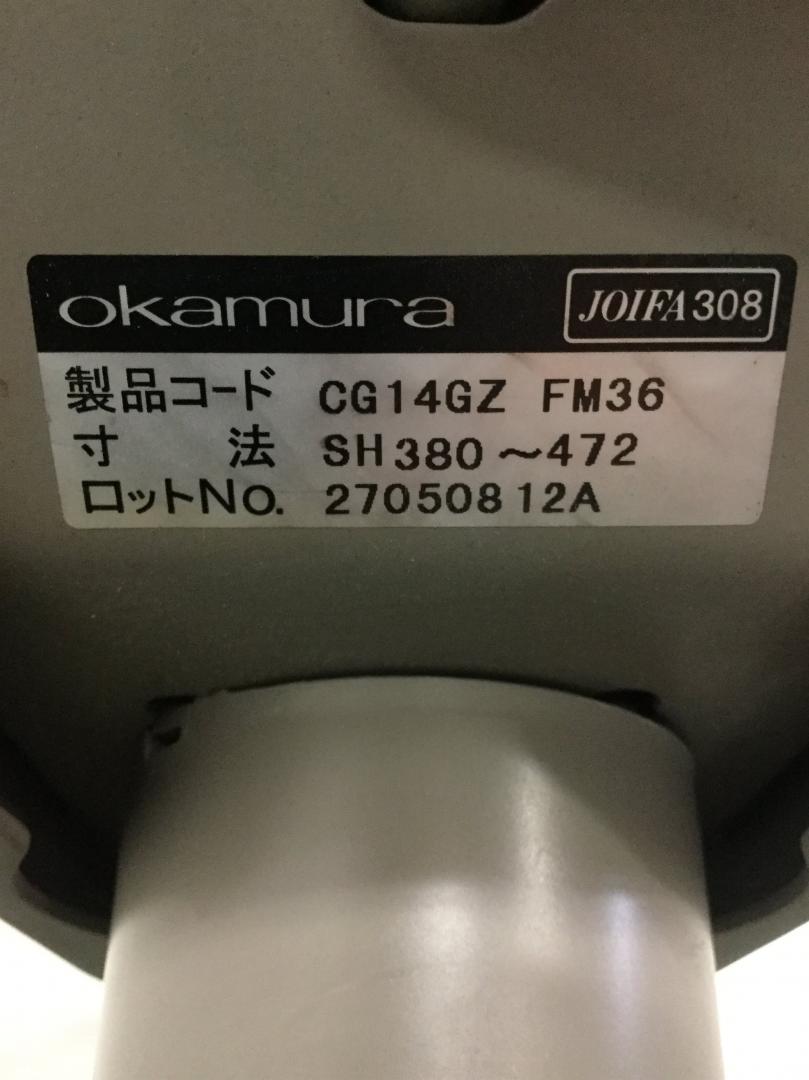 okamura JOIFA308
製品コード CG14GZ FM36
寸法 SH380～472
ロットNo. 27050812A